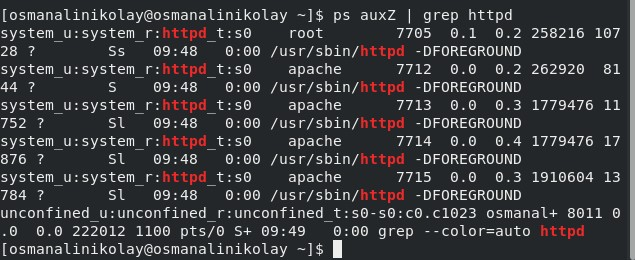 [osmanalinikolay@osmanalinikolay ~]$ ps auxZ | grep httpd
system_u:system_r:httpd_t:s0    root        7705  0.1  0.2 258216 107
28 ?        Ss   09:48   0:00 /usr/sbin/httpd -DFOREGROUND
system_u:system_r:httpd_t:s0    apache      7712  0.0  0.2 262920  81
44 ?        S    09:48   0:00 /usr/sbin/httpd -DFOREGROUND
system_u:system_r:httpd_t:s0    apache      7713  0.0  0.3 1779476 11
752 ?       Sl   09:48   0:00 /usr/sbin/httpd -DFOREGROUND
system_u:system_r:httpd_t:s0    apache      7714  0.0  0.4 1779476 17
876 ?       Sl   09:48   0:00 /usr/sbin/httpd -DFOREGROUND
system_u:system_r:httpd_t:s0    apache      7715  0.0  0.3 1910604 13
784 ?       Sl   09:48   0:00 /usr/sbin/httpd -DFOREGROUND
unconfined_u:unconfined_r:unconfined_t:s0-s0:c0.c1023 osmanal+ 8011 0
.0  0.0 222012 1100 pts/0 S+ 09:49   0:00 grep --color=auto httpd
[osmanalinikolay@osmanalinikolay ~]$